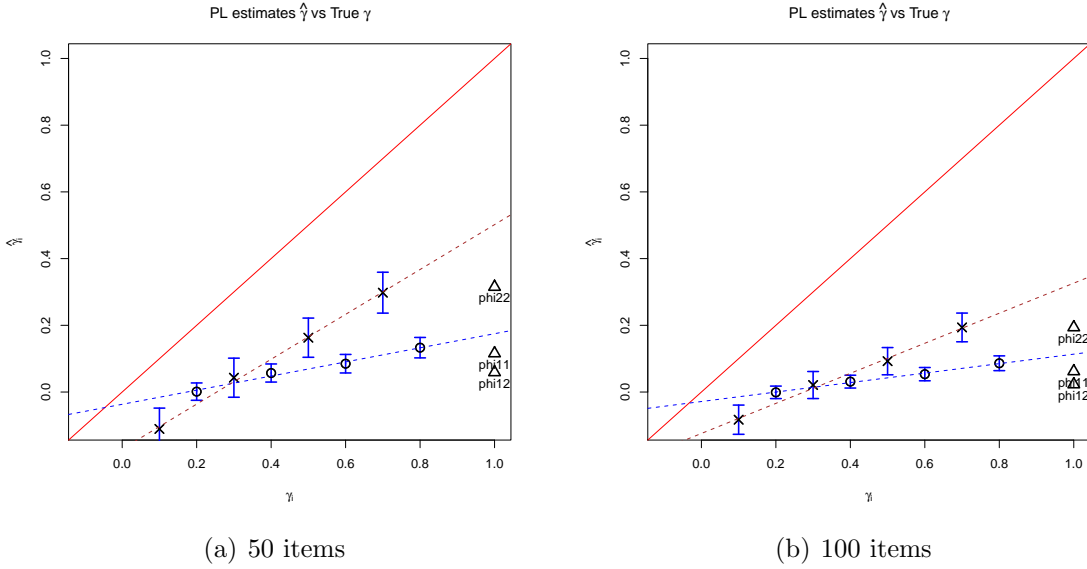 PL estimates γ̂ vs True γ
1.0
0.8
0.6
0.4
0.2
0.0
γ̂ᵢ
phi22
phi11
phi12
0.0 0.2 0.4 0.6 0.8 1.0
γᵢ
(a) 50 items
PL estimates γ̂ vs True γ
1.0
0.8
0.6
0.4
0.2
0.0
γ̂ᵢ
phi22
phi11
phi12
0.0 0.2 0.4 0.6 0.8 1.0
γᵢ
(b) 100 items